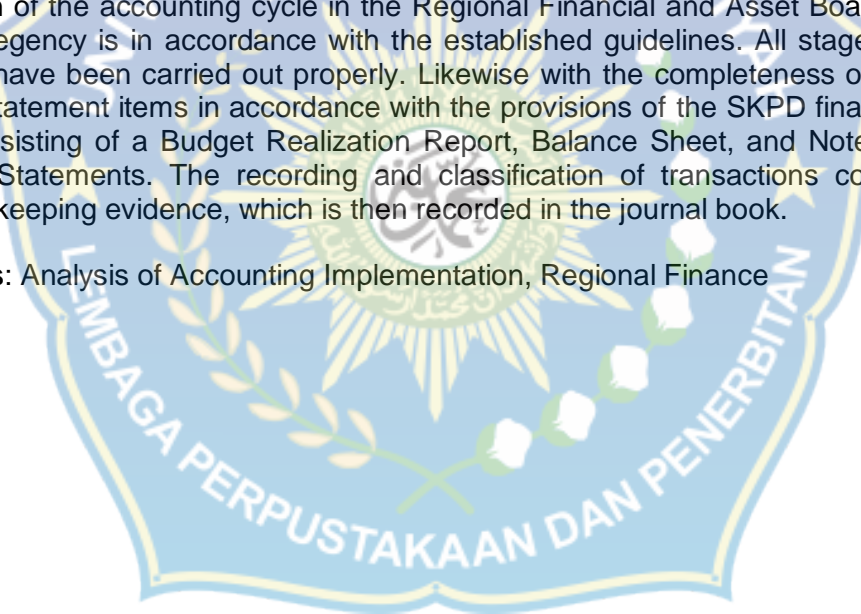 n of the accounting cycle in the Regional Financial and Asset Boa
egency is in accordance with the established guidelines. All stage
have been carried out properly. Likewise with the completeness o
tatement items in accordance with the provisions of the SKPD fina
sisting of a Budget Realization Report, Balance Sheet, and Note
Statements. The recording and classification of transactions co
keeping evidence, which is then recorded in the journal book.
s: Analysis of Accounting Implementation, Regional Finance
LEMBAGA PERPUSTAKAAN DAN PENERBITAN